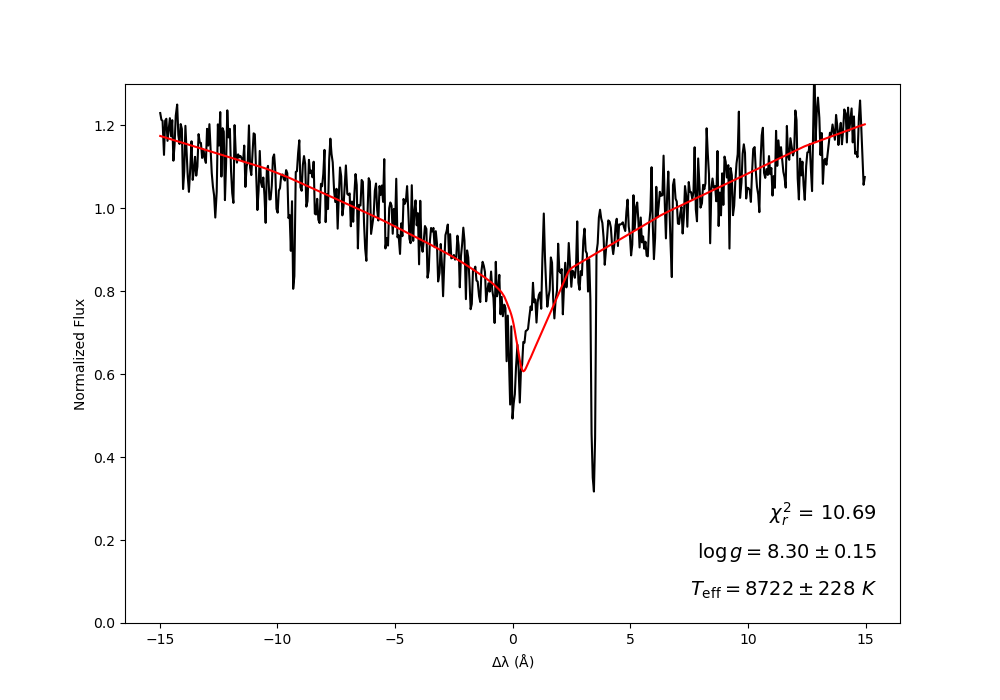 Normalized Flux
1.2
1.0
0.8
0.6
0.4
0.2
0.0
χ²ᵣ = 10.69
log g = 8.30 ± 0.15
T_eff = 8722 ± 228 K
−15
−10
−5
0
5
10
15
Δλ (Å)